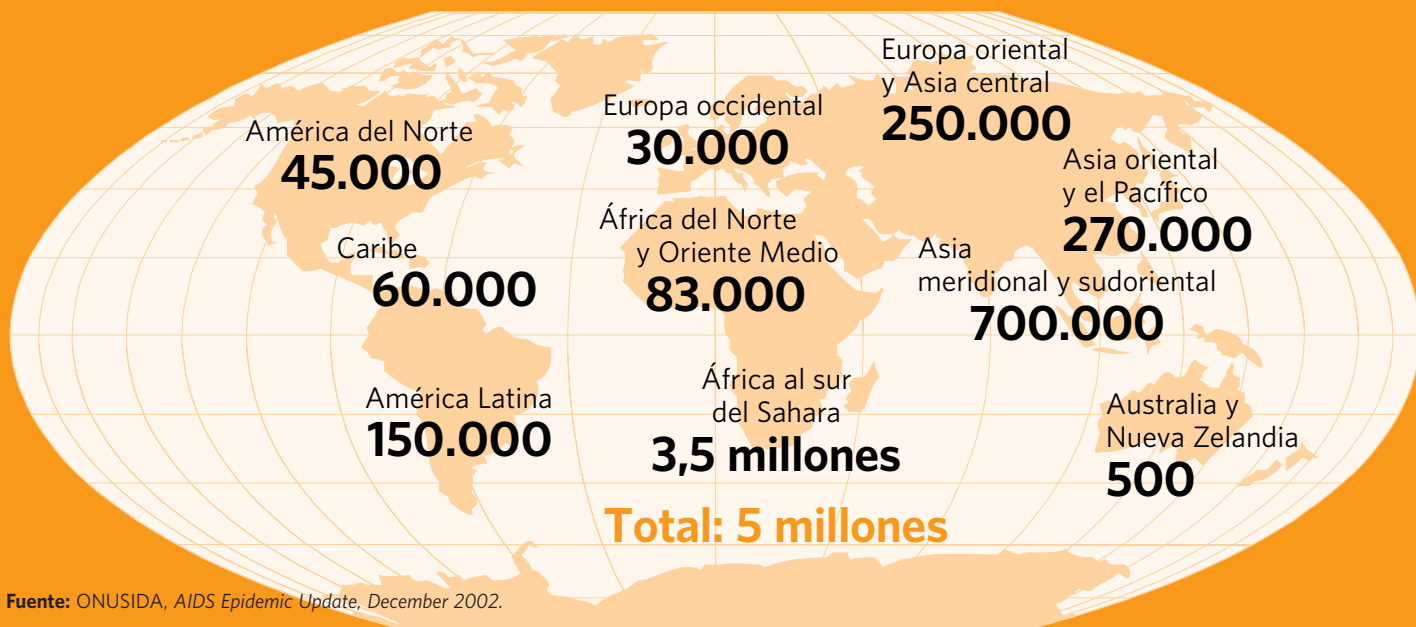 América del Norte
45.000
Caribe
60.000
América Latina
150.000
Europa occidental
30.000
África del Norte
y Oriente Medio
83.000
África al sur
del Sahara
3,5 millones
Europa oriental
y Asia central
250.000
Asia oriental
y el Pacífico
270.000
Asia
meridional y sudoriental
700.000
Australia y
Nueva Zelandia
500
Total: 5 millones
Fuente: ONUSIDA, AIDS Epidemic Update, December 2002.